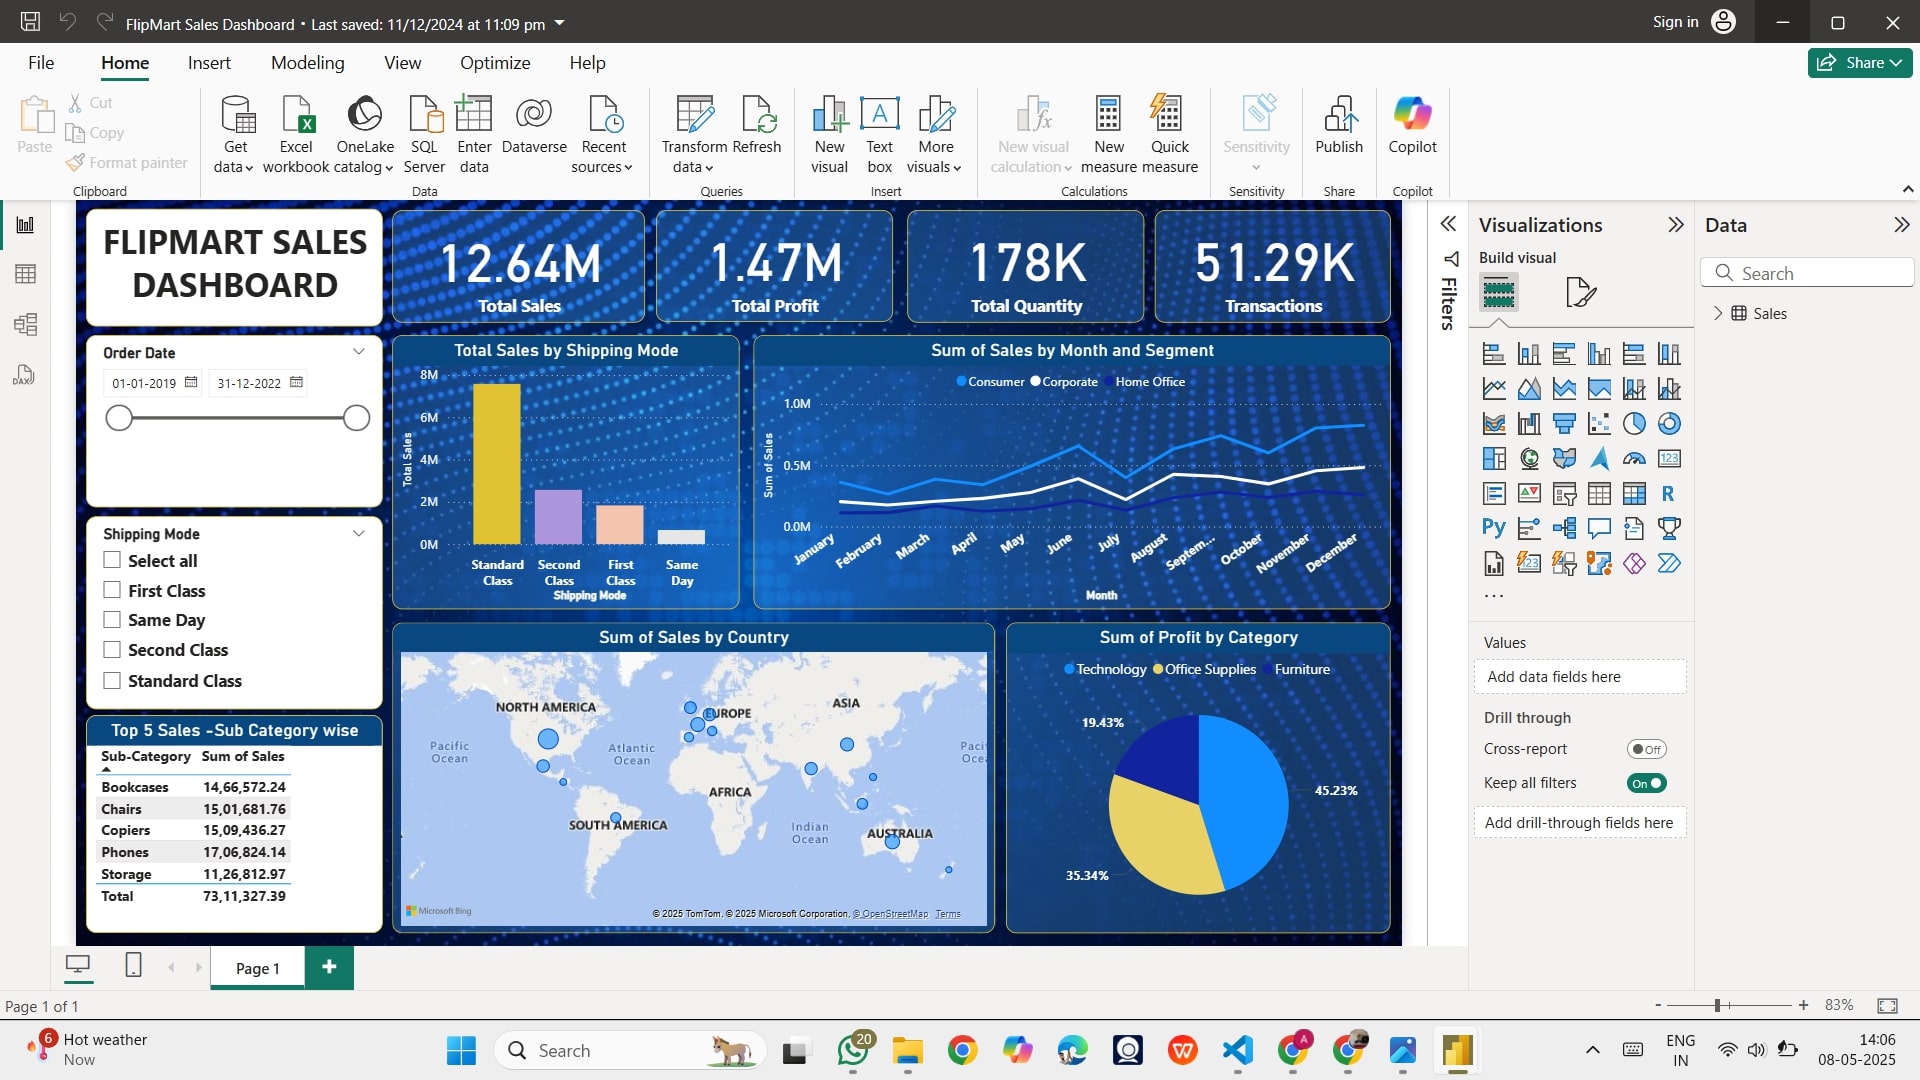 FlipMart Sales Dashboard • Last saved: 11/12/2024 at 11:09 pm
Sign in
File Home Insert Modeling View Optimize Help
Share
Paste
Cut
Copy
Format painter
Clipboard
Get data
Excel workbook
OneLake catalog
SQL Server
Enter data
Dataverse
Recent sources
Data
Transform data
Refresh
Queries
New visual
Text box
More visuals
Insert
New visual calculation
New measure
Quick measure
Calculations
Sensitivity
Sensitivity
Publish
Share
Copilot
Copilot
FLIPMART SALES
DASHBOARD
12.64M
Total Sales
1.47M
Total Profit
178K
Total Quantity
51.29K
Transactions
Order Date
01-01-2019
31-12-2022
Shipping Mode
Select all
First Class
Same Day
Second Class
Standard Class
Top 5 Sales -Sub Category wise
Sub-Category Sum of Sales
Bookcases 14,66,572.24
Chairs 15,01,681.76
Copiers 15,09,436.27
Phones 17,06,824.14
Storage 11,26,812.97
Total 73,11,327.39
Total Sales by Shipping Mode
Total Sales
8M
6M
4M
2M
0M
Standard Class
Second Class
First Class
Same Day
Shipping Mode
Sum of Sales by Month and Segment
Consumer Corporate Home Office
Sum of Sales
1.0M
0.5M
0.0M
January February March April May June July August Septem... October November December
Month
Sum of Sales by Country
NORTH AMERICA
EUROPE
ASIA
Pacific Ocean
Atlantic Ocean
Paci
Ocea
AFRICA
SOUTH AMERICA
Indian Ocean
AUSTRALIA
Microsoft Bing
© 2025 TomTom, © 2025 Microsoft Corporation, © OpenStreetMap Terms
Sum of Profit by Category
Technology Office Supplies Furniture
19.43%
45.23%
35.34%
Filters
Visualizations
Build visual
123
R
Py
123
...
Values
Add data fields here
Drill through
Cross-report Off
Keep all filters On
Add drill-through fields here
Data
Search
Sales
DAX
Page 1
+
Page 1 of 1
- + 83%
6
Hot weather
Now
Search
20
A
ENG
IN
14:06
08-05-2025